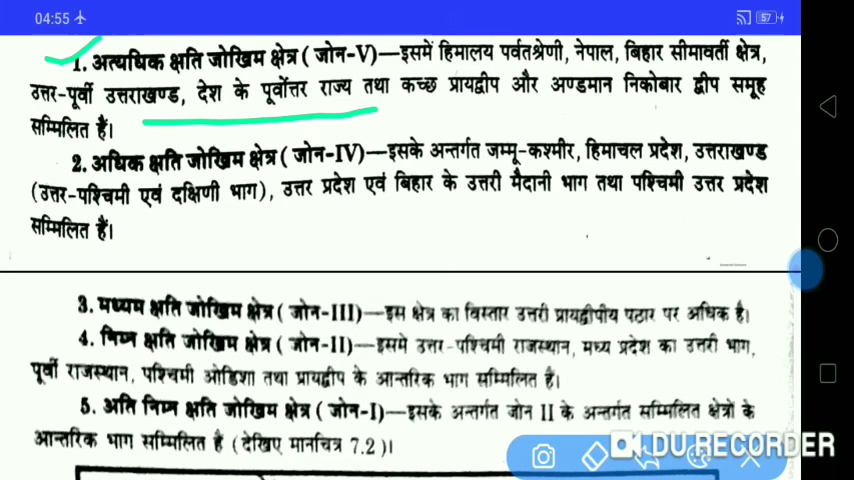 04:55
57
1. अत्यधिक क्षति जोखिम क्षेत्र ( जोन-V)—इसमें हिमालय पर्वतश्रेणी, नेपाल, बिहार सीमावर्ती क्षेत्र,
उत्तर-पूर्वी उत्तराखण्ड, देश के पूर्वोत्तर राज्य तथा कच्छ प्रायद्वीप और अण्डमान निकोबार द्वीप समूह
सम्मिलित हैं।
2. अधिक क्षति जोखिम क्षेत्र ( जोन-IV)—इसके अन्तर्गत जम्मू-कश्मीर, हिमाचल प्रदेश, उत्तराखण्ड
(उत्तर-पश्चिमी एवं दक्षिणी भाग), उत्तर प्रदेश एवं बिहार के उत्तरी मैदानी भाग तथा पश्चिमी उत्तर प्रदेश
सम्मिलित हैं।
3. मध्यम क्षति जोखिम क्षेत्र ( जोन-III)—इस क्षेत्र का विस्तार उत्तरी प्रायद्वीपीय पठार पर अधिक है।
4. निम्न क्षति जोखिम क्षेत्र ( जोन-II)—इसमे उत्तर-पश्चिमी राजस्थान, मध्य प्रदेश का उत्तरी भाग,
पूर्वी राजस्थान, पश्चिमी ओडिशा तथा प्रायद्वीप के आन्तरिक भाग सम्मिलित हैं।
5. अति निम्न क्षति जोखिम क्षेत्र ( जोन-I)—इसके अन्तर्गत जोन II के अन्तर्गत सम्मिलित क्षेत्रों के
आन्तरिक भाग सम्मिलित हैं (देखिए मानचित्र 7.2)।
DU RECORDER